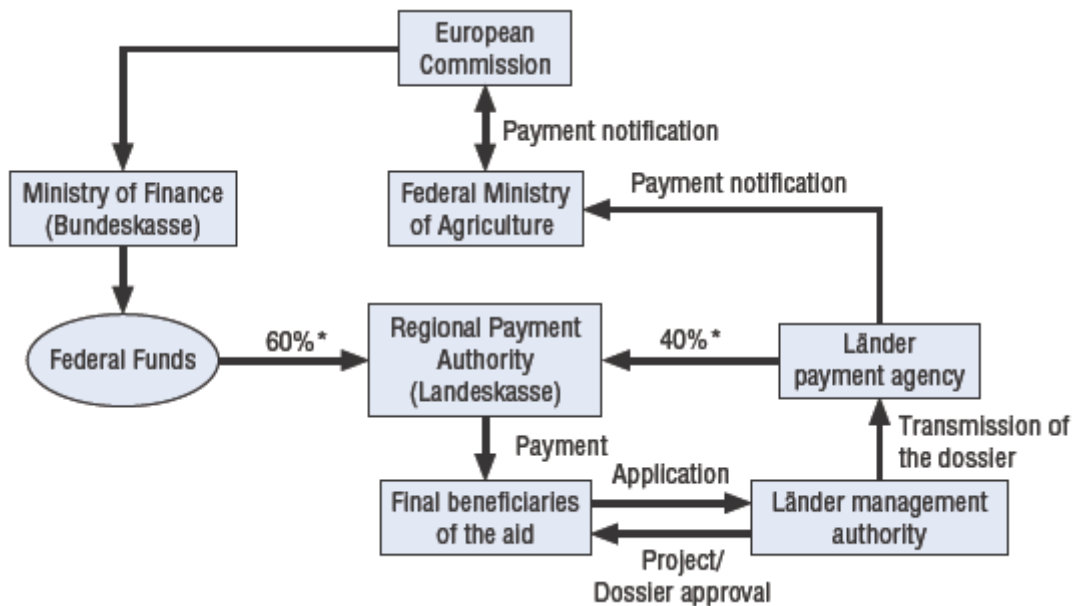 European
Commission
Payment notification
Ministry of Finance
(Bundeskasse)
Federal Ministry
of Agriculture
Payment notification
Federal Funds
60%*
Regional Payment
Authority
(Landeskasse)
40%*
Länder
payment agency
Payment
Transmission of
the dossier
Final beneficiaries
of the aid
Application
Länder management
authority
Project/
Dossier approval